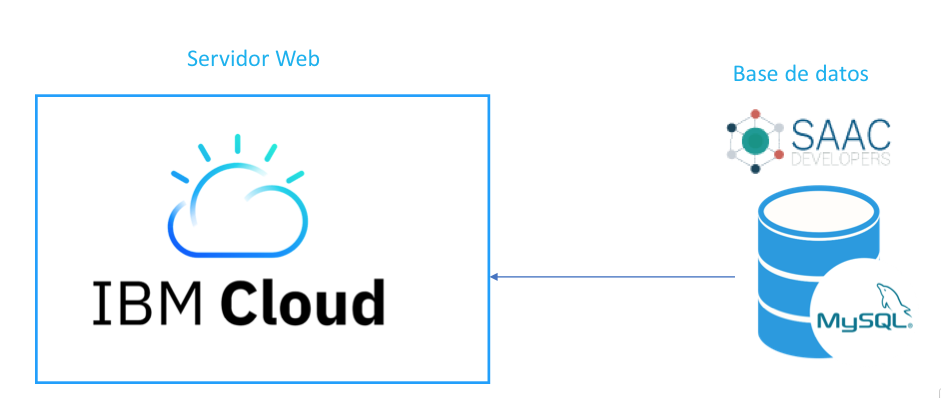 Servidor Web
Base de datos
SAAC
DEVELOPERS
IBM Cloud
MySQL.